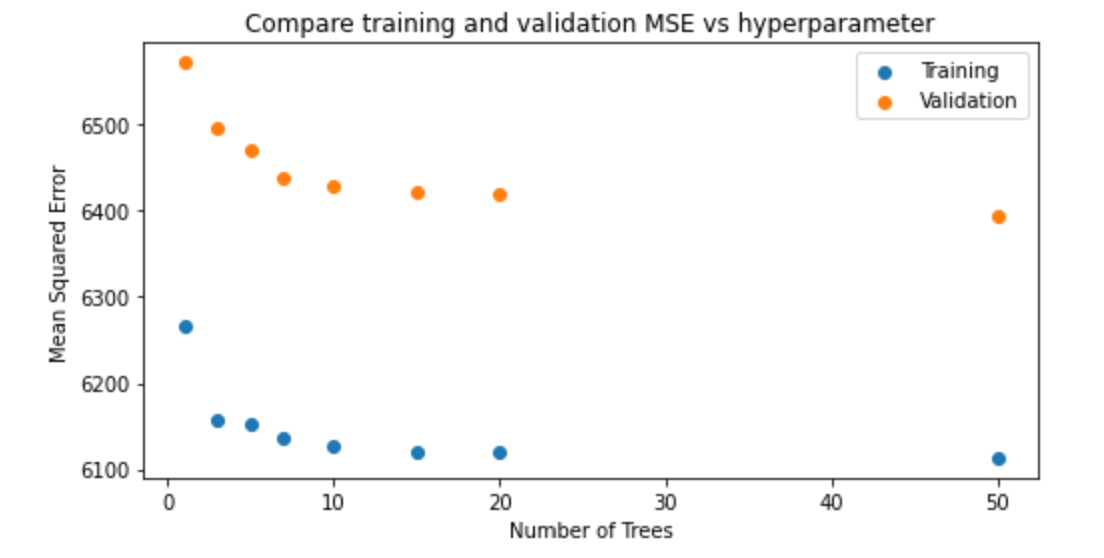 Compare training and validation MSE vs hyperparameter
Training
Validation
Mean Squared Error
6500
6400
6300
6200
6100
0 10 20 30 40 50
Number of Trees